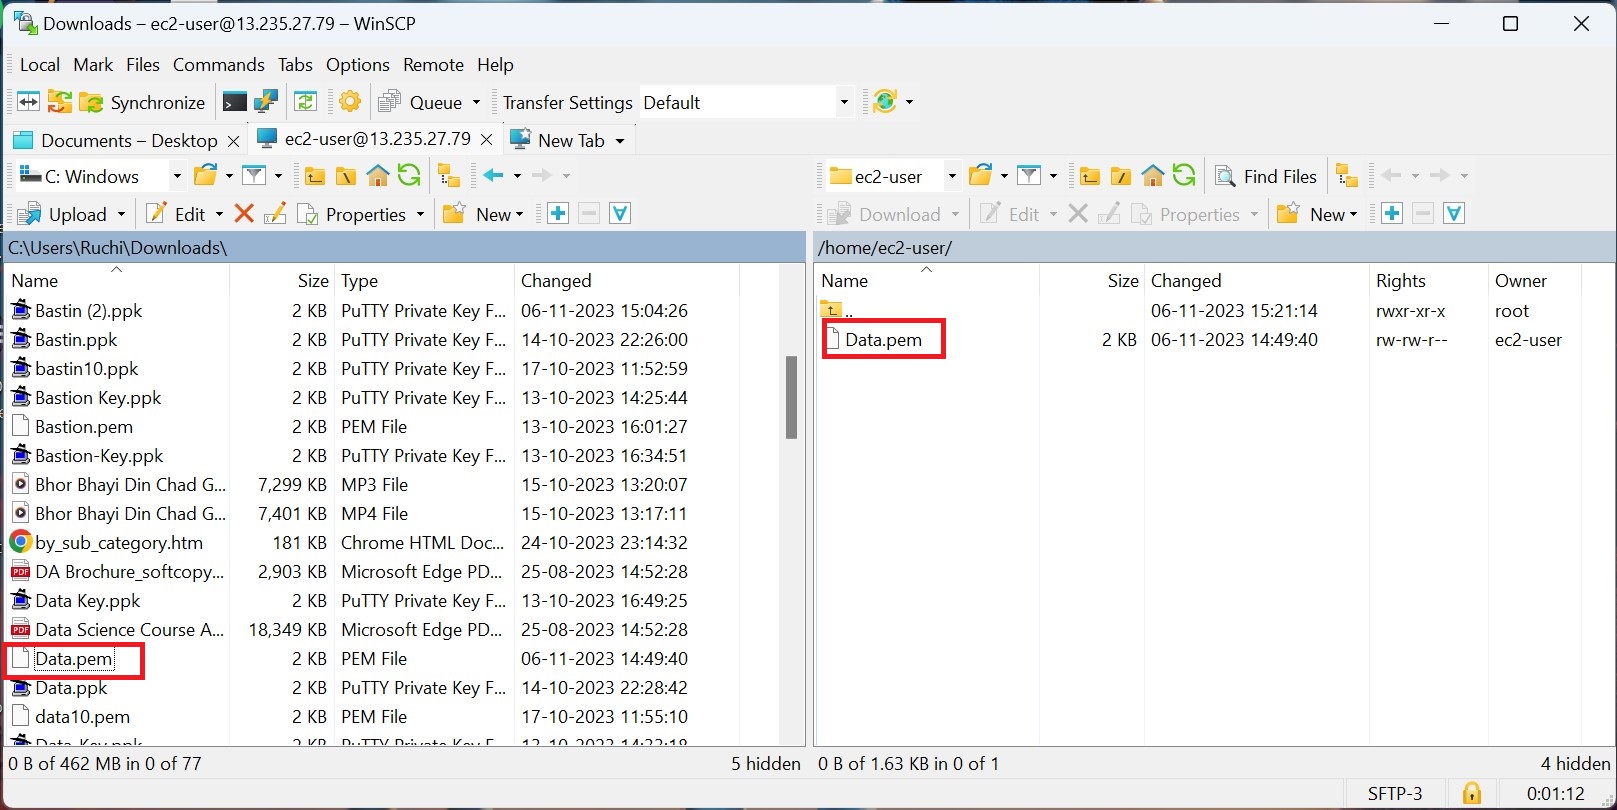 Downloads – ec2-user@13.235.27.79 – WinSCP
Local Mark Files Commands Tabs Options Remote Help
Synchronize Queue Transfer Settings Default
Documents – Desktop ec2-user@13.235.27.79 New Tab
C: Windows
ec2-user Find Files
Upload Edit Properties New
Download Edit Properties New
C:\Users\Ruchi\Downloads\
Name Size Type Changed
Bastin (2).ppk 2 KB PuTTY Private Key F... 06-11-2023 15:04:26
Bastin.ppk 2 KB PuTTY Private Key F... 14-10-2023 22:26:00
bastin10.ppk 2 KB PuTTY Private Key F... 17-10-2023 11:52:59
Bastion Key.ppk 2 KB PuTTY Private Key F... 13-10-2023 14:25:44
Bastion.pem 2 KB PEM File 13-10-2023 16:01:27
Bastion-Key.ppk 2 KB PuTTY Private Key F... 13-10-2023 16:34:51
Bhor Bhayi Din Chad G... 7,299 KB MP3 File 15-10-2023 13:20:07
Bhor Bhayi Din Chad G... 7,401 KB MP4 File 15-10-2023 13:17:11
by_sub_category.htm 181 KB Chrome HTML Doc... 24-10-2023 23:14:32
DA Brochure_softcopy... 2,903 KB Microsoft Edge PD... 25-08-2023 14:52:28
Data Key.ppk 2 KB PuTTY Private Key F... 13-10-2023 16:49:25
Data Science Course A... 18,349 KB Microsoft Edge PD... 25-08-2023 14:52:28
Data.pem 2 KB PEM File 06-11-2023 14:49:40
Data.ppk 2 KB PuTTY Private Key F... 14-10-2023 22:28:42
data10.pem 2 KB PEM File 17-10-2023 11:55:10
Data-Key.ppk 2 KB PuTTY Private Key F... 13-10-2023 14:33:18
0 B of 462 MB in 0 of 77 5 hidden
/home/ec2-user/
Name Size Changed Rights Owner
.. 06-11-2023 15:21:14 rwxr-xr-x root
Data.pem 2 KB 06-11-2023 14:49:40 rw-rw-r-- ec2-user
0 B of 1.63 KB in 0 of 1 4 hidden
SFTP-3 0:01:12